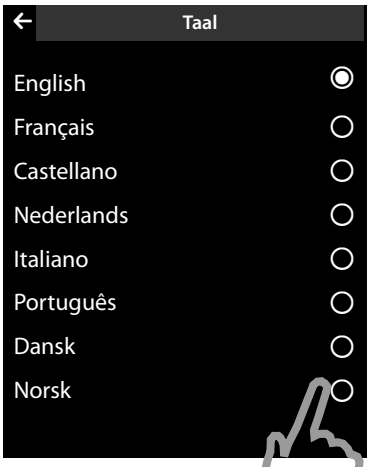 Taal
English
Français
Castellano
Nederlands
Italiano
Português
Dansk
Norsk